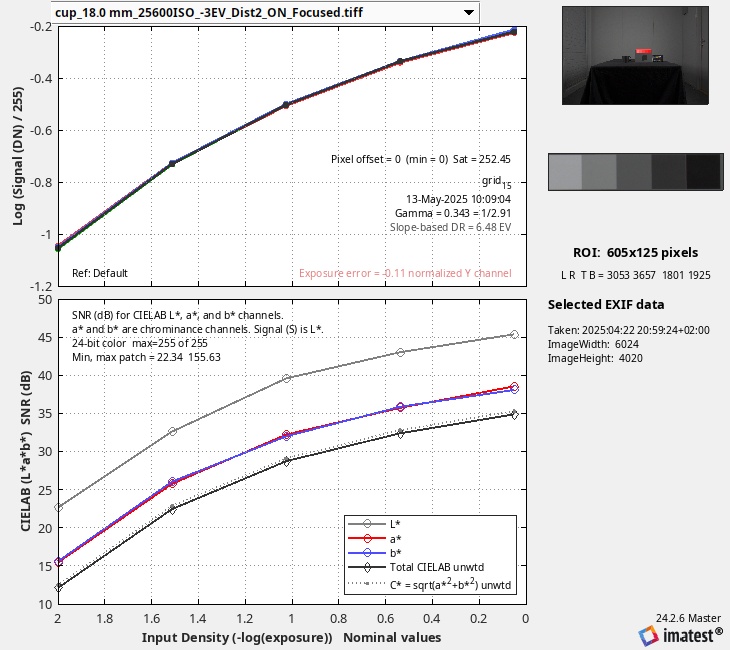 cup_18.0 mm_25600ISO_-3EV_Dist2_ON_Focused.tiff
-0.2
-0.4
-0.6
-0.8
-1
-1.2
Log (Signal (DN) / 255)
Pixel offset = 0 (min = 0) Sat = 252.45
grid15
13-May-2025 10:09:04
Gamma = 0.343 = 1/2.91
Slope-based DR = 6.48 EV
Ref: Default
Exposure error = -0.11 normalized Y channel
ROI: 605x125 pixels
L R T B = 3053 3657 1801 1925
Selected EXIF data
Taken: 2025:04:22 20:59:24+02:00
ImageWidth: 6024
ImageHeight: 4020
50
45
40
35
30
25
20
15
10
CIELAB (L*a*b*) SNR (dB)
SNR (dB) for CIELAB L*, a*, and b* channels.
a* and b* are chrominance channels. Signal (S) is L*.
24-bit color max=255 of 255
Min, max patch = 22.34 155.63
L*
a*
b*
Total CIELAB unwtd
C* = sqrt(a*2+b*2) unwtd
2 1.8 1.6 1.4 1.2 1 0.8 0.6 0.4 0.2 0
Input Density (-log(exposure)) Nominal values
24.2.6 Master
imatest®